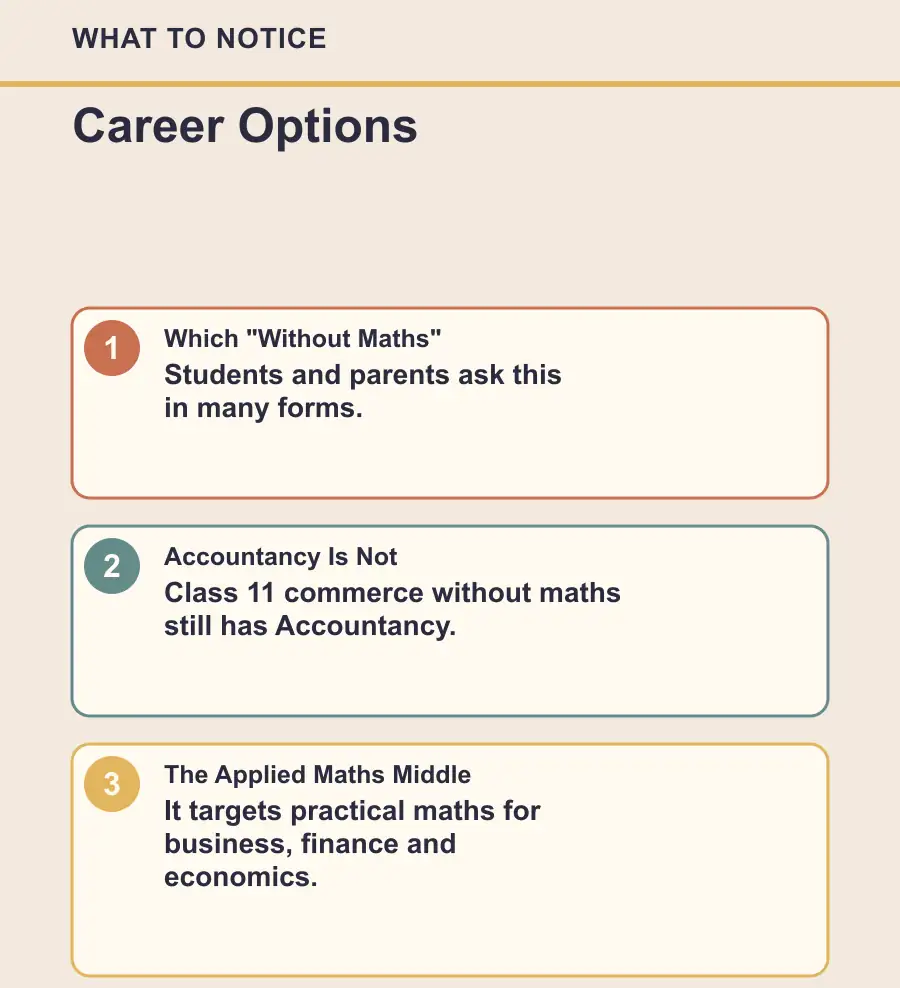 WHAT TO NOTICE
Career Options
1
Which "Without Maths"
Students and parents ask this
in many forms.
2
Accountancy Is Not
Class 11 commerce without maths
still has Accountancy.
3
The Applied Maths Middle
It targets practical maths for
business, finance and
economics.